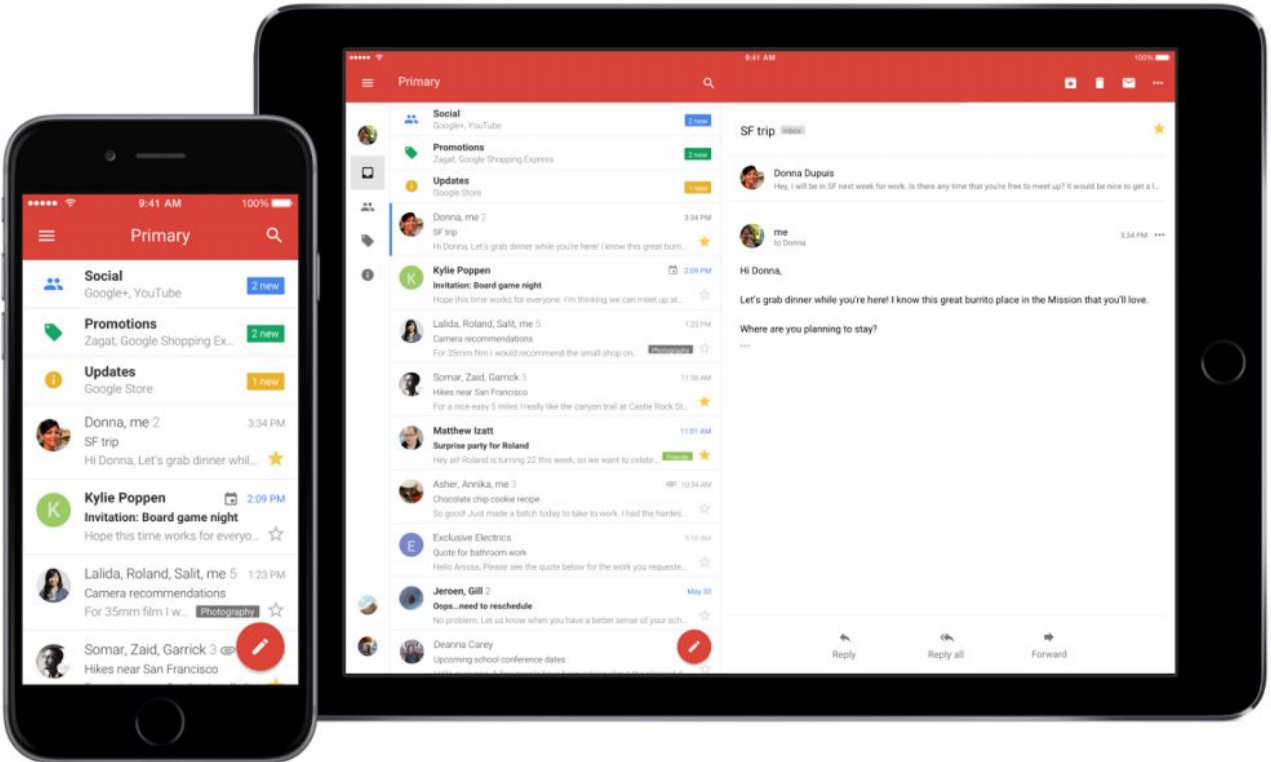 9:41 AM 100%
Primary
Social
Google+, YouTube 2 new
Promotions
Zagat, Google Shopping Ex... 2 new
Updates
Google Store 1 new
Donna, me 2 3:34 PM
SF trip
Hi Donna, Let's grab dinner whil...
K
Kylie Poppen 2:09 PM
Invitation: Board game night
Hope this time works for everyo...
Lalida, Roland, Salit, me 5 1:23 PM
Camera recommendations
For 35mm film I w... Photography
Somar, Zaid, Garrick 3
Hikes near San Francisco
9:41 AM 100%
Primary
Social
Google+, YouTube 2 new
Promotions
Zagat, Google Shopping Express 2 new
Updates
Google Store 1 new
Donna, me 2 3:34 PM
SF trip
Hi Donna, Let's grab dinner while you're here! I know this great burri...
K
Kylie Poppen 2:09 PM
Invitation: Board game night
Hope this time works for everyone. I'm thinking we can meet up at...
Lalida, Roland, Salit, me 5 1:23 PM
Camera recommendations
For 35mm film I would recommend the small shop on... Photography
Somar, Zaid, Garrick 3 11:56 AM
Hikes near San Francisco
For a nice easy 5 miles I really like the canyon trail at Castle Rock St...
Matthew Izatt 11:01 AM
Surprise party for Roland
Hey all! Roland is turning 22 this week, so we want to celebr... Friends
Asher, Annika, me 3 10:34 AM
Chocolate chip cookie recipe
So good! Just made a batch today to take to work. I had the hardes...
E
Exclusive Electrics 9:16 AM
Quote for bathroom work
Hello Anissa, Please see the quote below for the work you requeste...
Jeroen, Gill 2 May 30
Oops...need to reschedule
No problem. Let us know when you have a better sense of your sch...
Deanna Carey
Upcoming school conference dates
SF trip Inbox
Donna Dupuis
Hey, I will be in SF next week for work. Is there any time that you're free to meet up? It would be nice to get a l...
me 3:34 PM
to Donna
Hi Donna,
Let's grab dinner while you're here! I know this great burrito place in the Mission that you'll love.
Where are you planning to stay?
Reply Reply all Forward